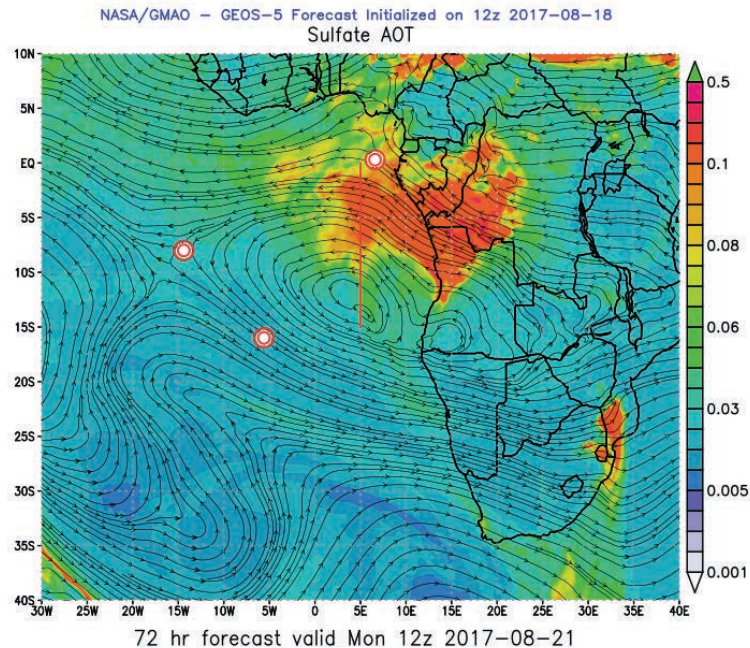 NASA/GMAO - GEOS-5 Forecast Initialized on 12z 2017-08-18
Sulfate AOT
10N
5N
EQ
5S
10S
15S
20S
25S
30S
35S
40S
30W 25W 20W 15W 10W 5W 0 5E 10E 15E 20E 25E 30E 35E 40E
0.5
0.1
0.08
0.06
0.03
0.005
0.001
72 hr forecast valid Mon 12z 2017-08-21